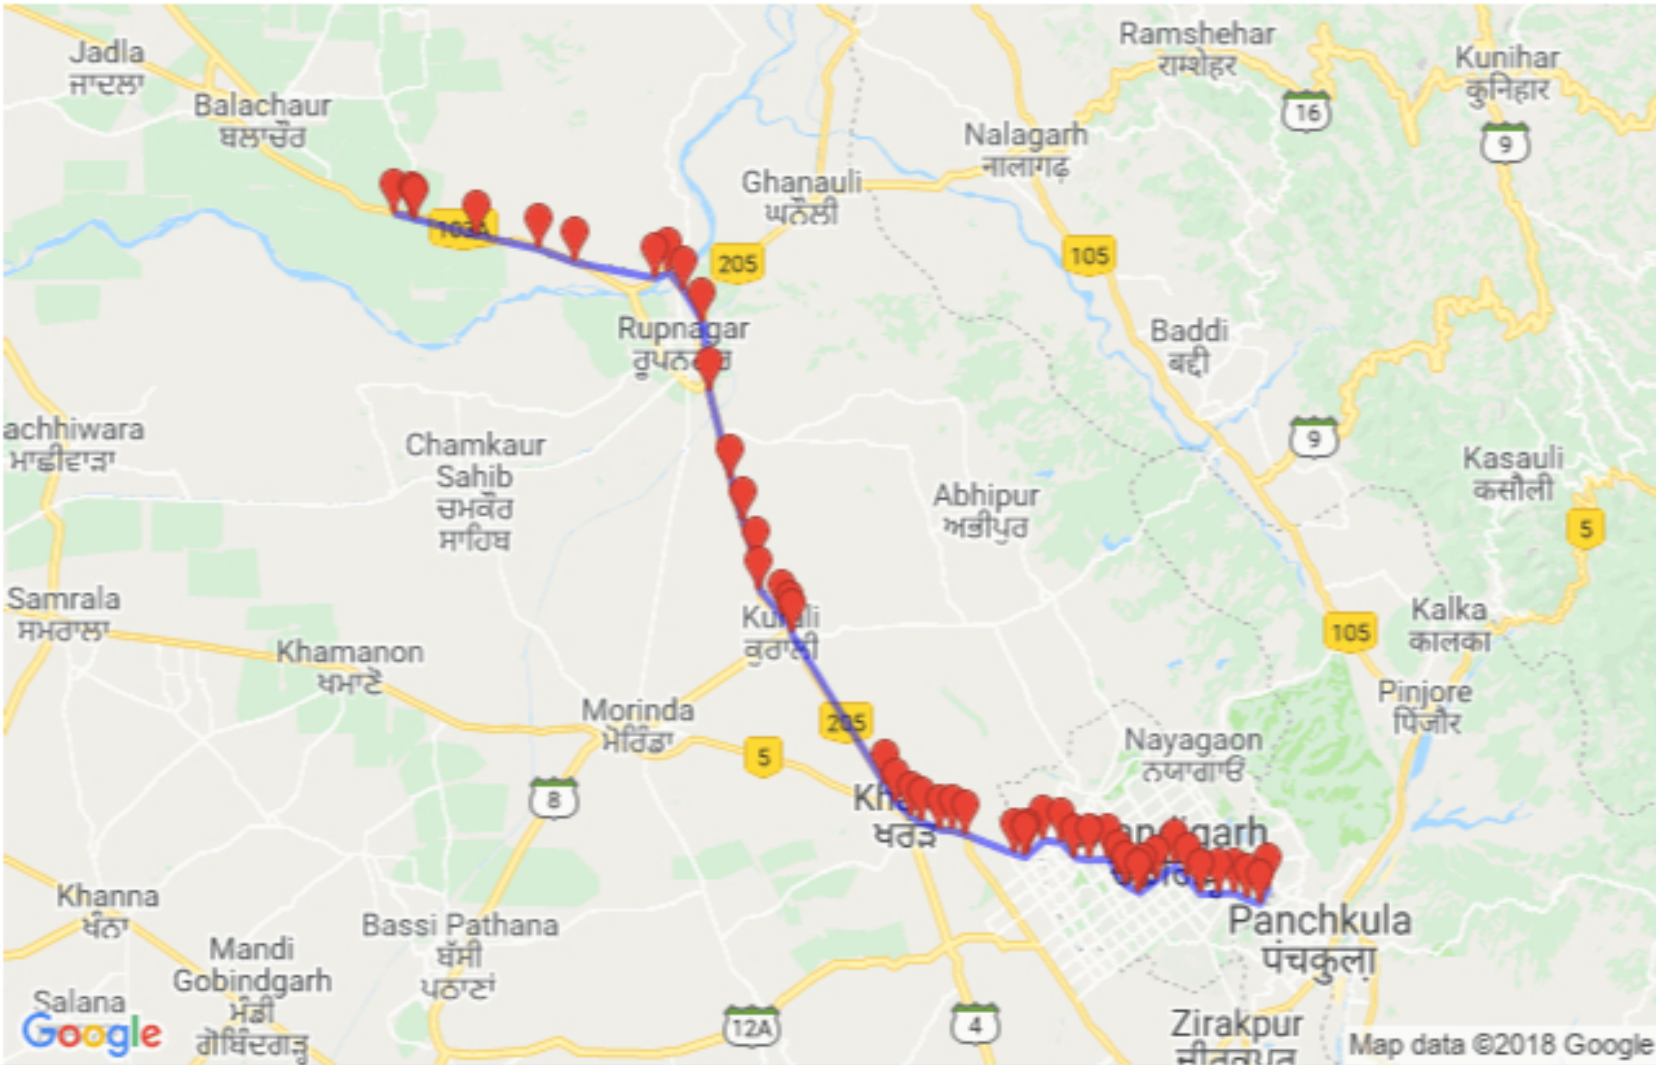 Jadla
ਜਾਦਲਾ
Balachaur
ਬਲਾਚੌਰ
Ramshehar
राम्शेहर
Kunihar
कुनिहार
16
9
Nalagarh
नालागढ़
Ghanauli
ਘਨੌਲੀ
103A
205
105
Rupnagar
Baddi
बद्दी
9
achhiwara
ਮਾਛੀਵਾੜਾ
Chamkaur
Sahib
ਚਮਕੌਰ
ਸਾਹਿਬ
Abhipur
ਅਭੀਪੁਰ
Kasauli
कसौली
5
Samrala
ਸਮਰਾਲਾ
Khamanon
ਖਮਾਣੋਂ
105
Kalka
कालका
Pinjore
पिंजौर
Morinda
ਮੋਰਿੰਡਾ
205
5
Nayagaon
ਨਯਾਗਾਓਂ
8
ਖਰੜ
Khanna
ਖੰਨਾ
Bassi Pathana
ਬੱਸੀ
ਪਠਾਣਾਂ
Panchkula
पंचकुला
Mandi
Gobindgarh
ਮੰਡੀ
ਗੋਬਿੰਦਗੜ੍ਹ
Salana
Google
12A
4
Zirakpur
Map data ©2018 Google